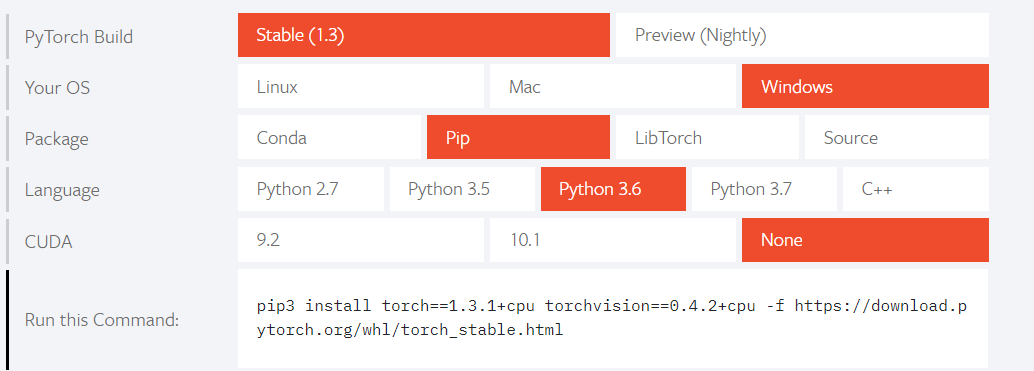 PyTorch Build Stable (1.3) Preview (Nightly)
Your OS Linux Mac Windows
Package Conda Pip LibTorch Source
Language Python 2.7 Python 3.5 Python 3.6 Python 3.7 C++
CUDA 9.2 10.1 None
Run this Command: pip3 install torch==1.3.1+cpu torchvision==0.4.2+cpu -f https://download.p
ytorch.org/whl/torch_stable.html